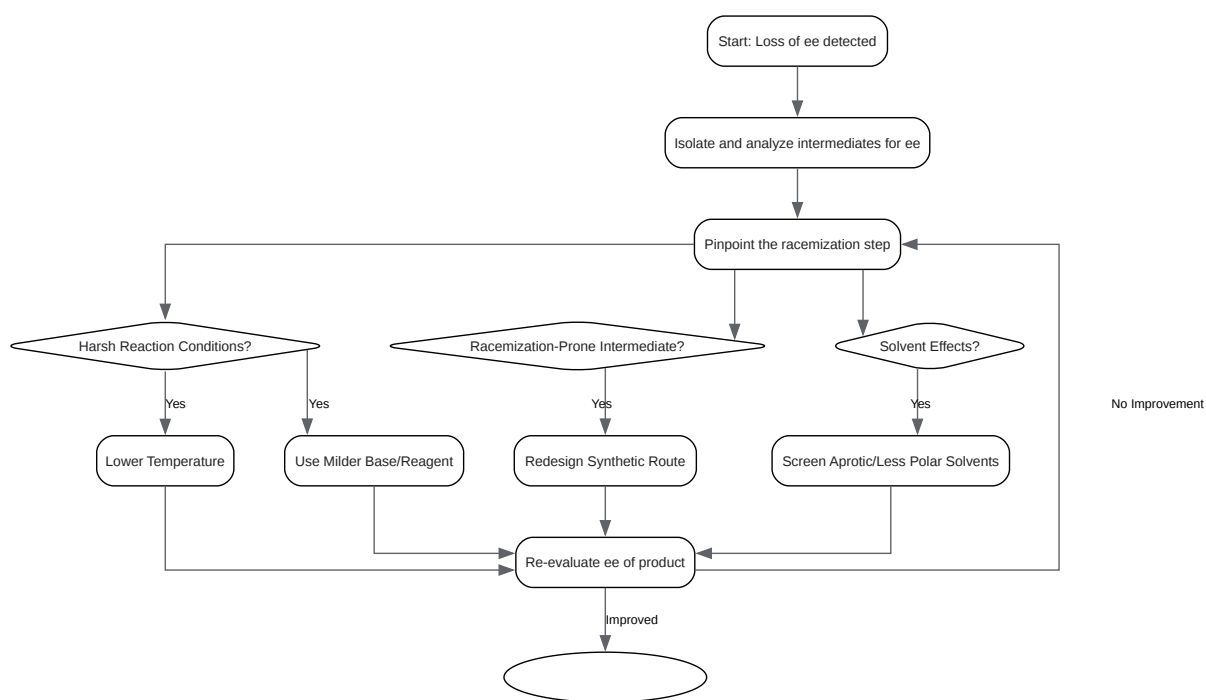 Start: Loss of ee detected
Isolate and analyze intermediates for ee
Pinpoint the racemization step
Harsh Reaction Conditions?
Racemization-Prone Intermediate?
Solvent Effects?
Yes
Yes
Yes
Yes
No Improvement
Lower Temperature
Use Milder Base/Reagent
Redesign Synthetic Route
Screen Aprotic/Less Polar Solvents
Re-evaluate ee of product
Improved